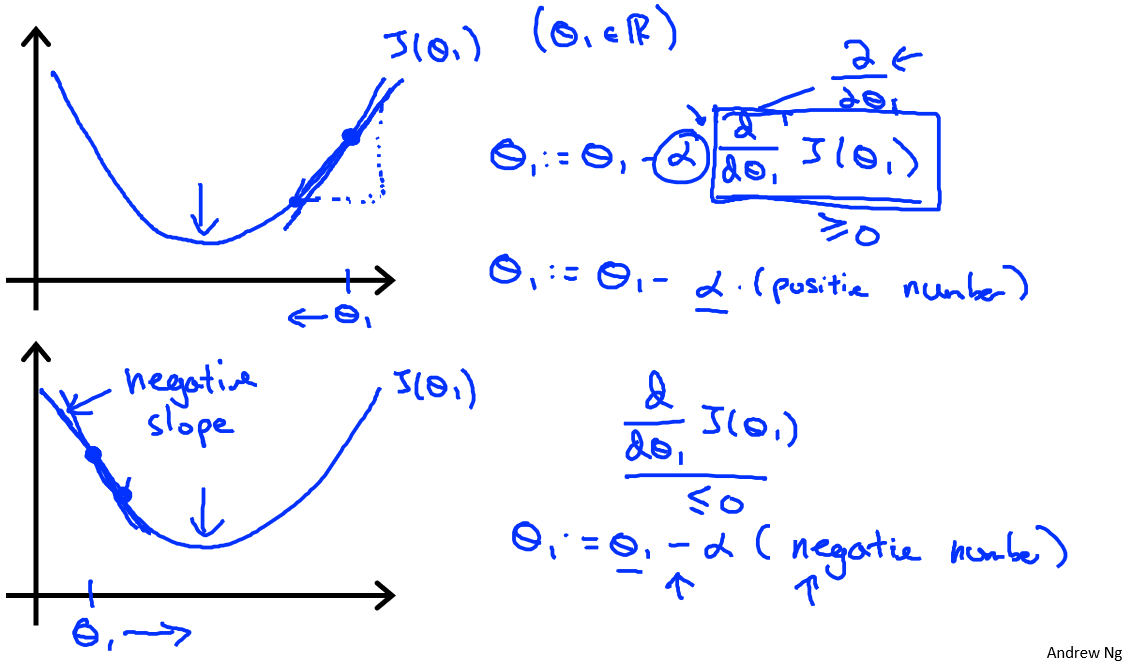 J(θ₁) (θ₁ ∈ ℝ)
∂/∂θ₁ ←
θ₁ := θ₁ - α d/dθ₁ J(θ₁)
≥ 0
θ₁ := θ₁ - α · (positie number)
← θ₁
negative slope
J(θ₁)
d/dθ₁ J(θ₁)
≤ 0
θ₁ := θ₁ - α (negatie number)
θ₁ →
Andrew Ng